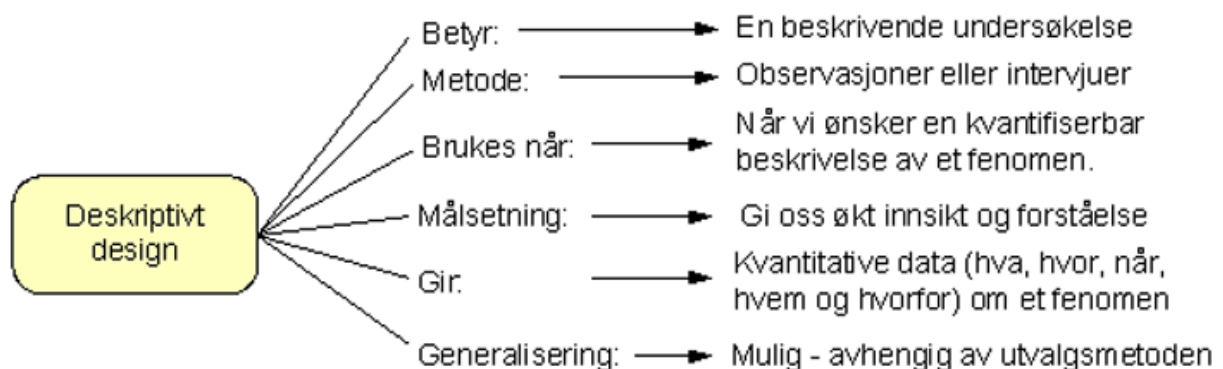 Betyr:
En beskrivende undersøkelse
Metode:
Observasjoner eller intervjuer
Brukes når:
Når vi ønsker en kvantifiserbar
beskrivelse av et fenomen.
Deskriptivt
design
Målsetning:
Gi oss økt innsikt og forståelse
Gir:
Kvantitative data (hva, hvor, når,
hvem og hvorfor) om et fenomen
Generalisering:
Mulig - avhengig av utvalgsmetoden